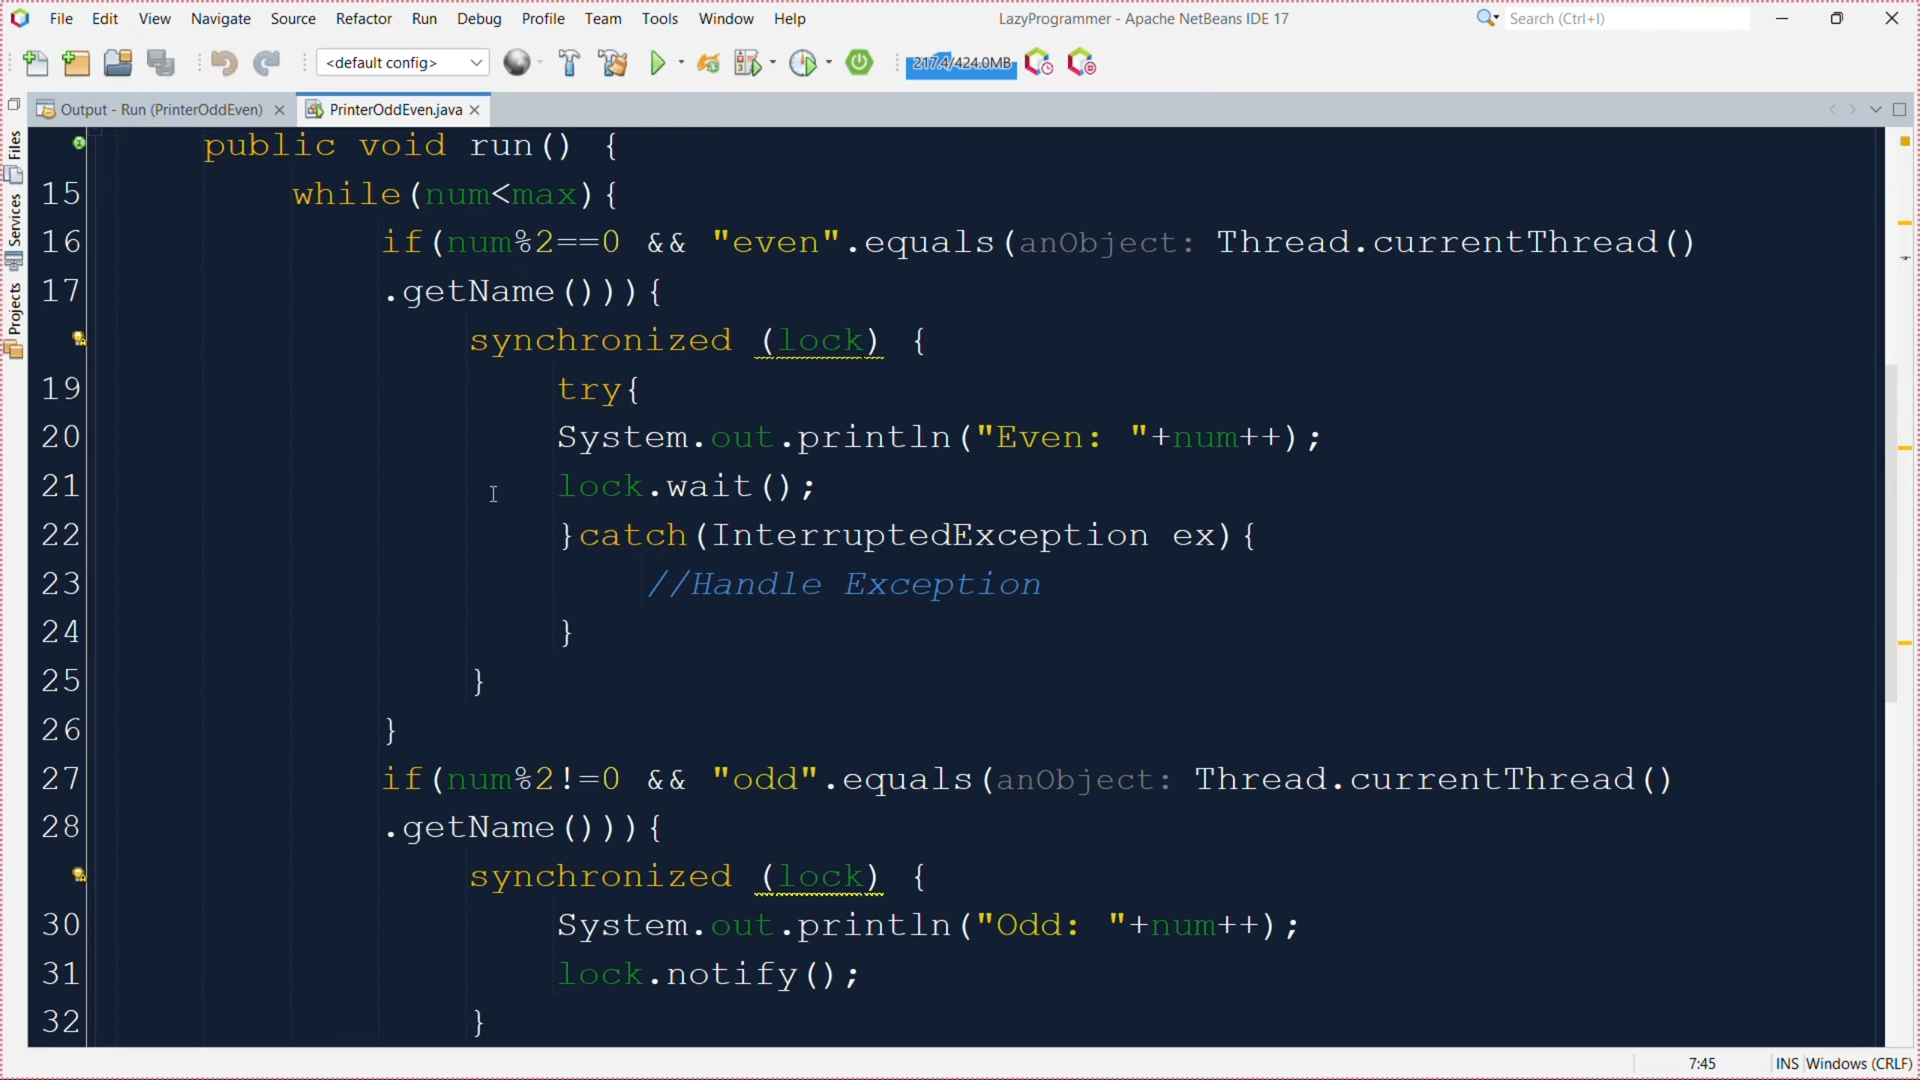 File Edit View Navigate Source Refactor Run Debug Profile Team Tools Window Help LazyProgrammer - Apache NetBeans IDE 17 Search (Ctrl+I)
<default config> 217.4/424.0MB
Output - Run (PrinterOddEven) PrinterOddEven.java
Files
Services
Projects
public void run() {
15 while(num<max){
16 if(num%2==0 && "even".equals(anObject: Thread.currentThread()
17 .getName())){
synchronized (lock) {
19 try{
20 System.out.println("Even: "+num++);
21 lock.wait();
22 }catch(InterruptedException ex){
23 //Handle Exception
24 }
25 }
26 }
27 if(num%2!=0 && "odd".equals(anObject: Thread.currentThread()
28 .getName())){
synchronized (lock) {
30 System.out.println("Odd: "+num++);
31 lock.notify();
32 }
7:45 INS Windows (CRLF)